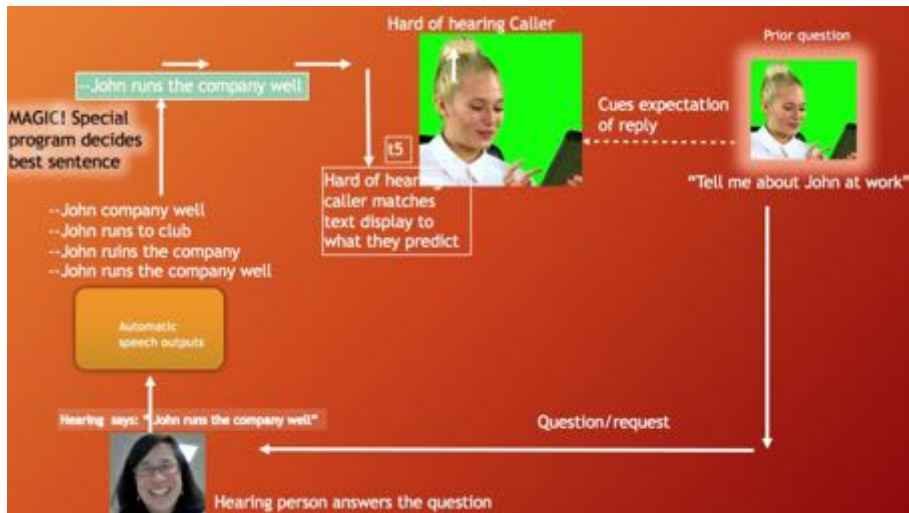 Hard of hearing Caller
Prior question
--John runs the company well
MAGIC! Special
program decides
best sentence
Cues expectation
of reply
t5
Hard of hearing
caller matches
text display to
what they predict
"Tell me about John at work"
--John company well
--John runs to club
--John ruins the company
--John runs the company well
Automatic
speech outputs
Hearing says: "John runs the company well"
Question/request
Hearing person answers the question